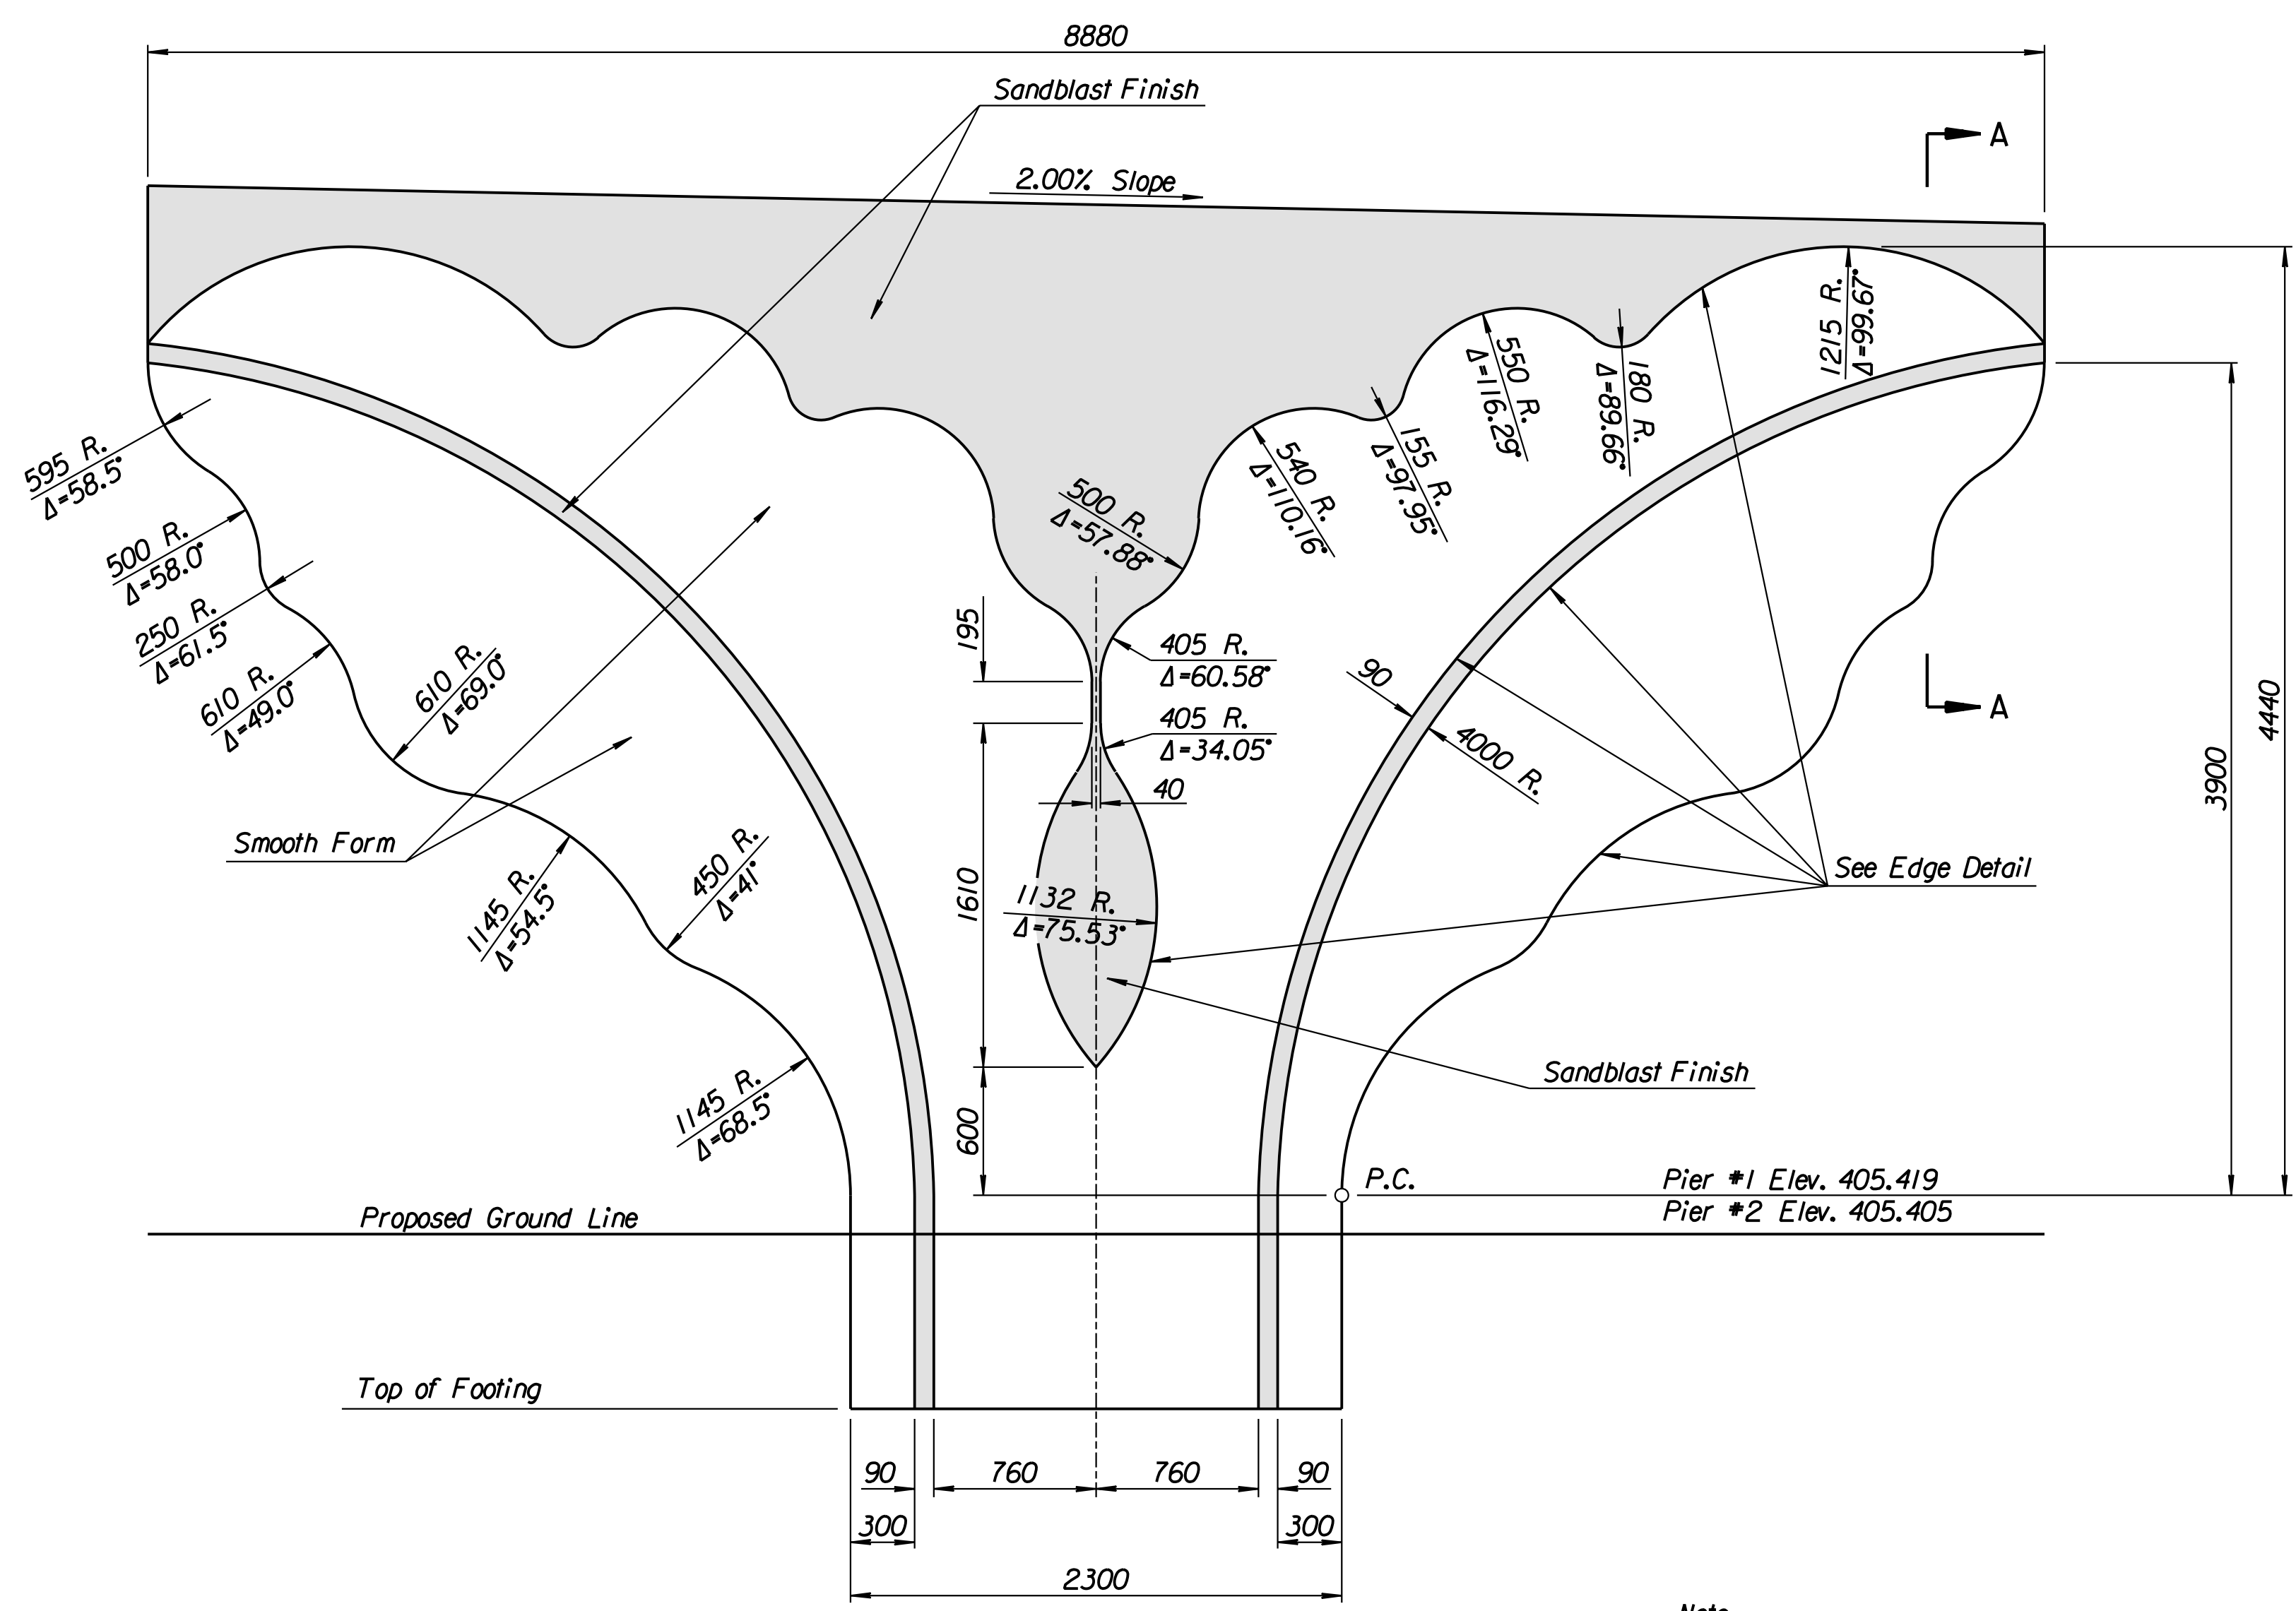 8880
Sandblast Finish
2.00% Slope
A
1215 R.
Δ=99.67°
180 R.
Δ=89.66°
550 R.
Δ=116.29°
155 R.
Δ=97.95°
540 R.
Δ=110.16°
500 R.
Δ=57.88°
595 R.
Δ=58.5°
500 R.
Δ=58.0°
250 R.
Δ=61.5°
610 R.
Δ=49.0°
610 R.
Δ=69.0°
195
405 R.
Δ=60.58°
405 R.
Δ=34.05°
40
90
4000 R.
A
4440
3900
Smooth Form
1145 R.
Δ=54.5°
450 R.
Δ=41°
1610
1132 R.
Δ=75.53°
See Edge Detail
Sandblast Finish
1145 R.
Δ=68.5°
600
P.C.
Pier #1 Elev. 405.419
Pier #2 Elev. 405.405
Proposed Ground Line
Top of Footing
90
760
760
90
300
300
2300